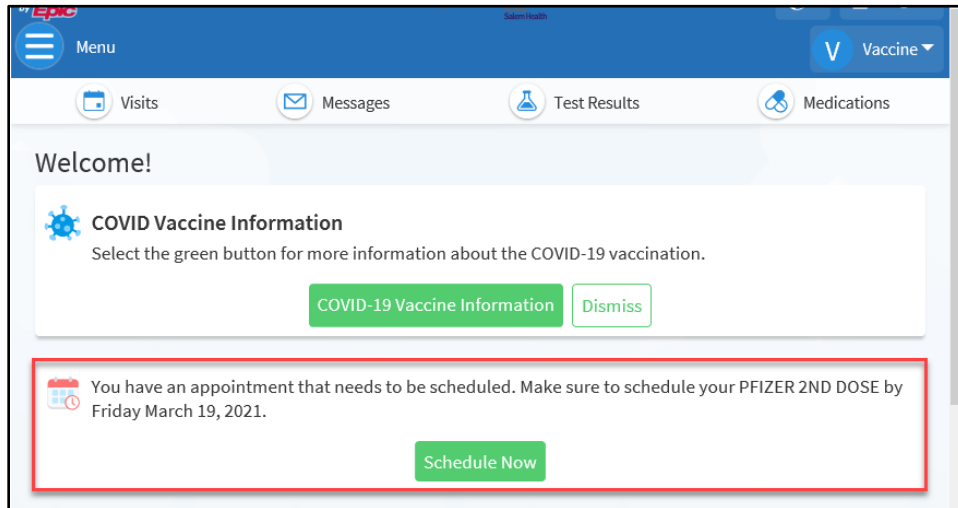 by Epic
Salem Health
Menu
V Vaccine
Visits Messages Test Results Medications
Welcome!
COVID Vaccine Information
Select the green button for more information about the COVID-19 vaccination.
COVID-19 Vaccine Information Dismiss
You have an appointment that needs to be scheduled. Make sure to schedule your PFIZER 2ND DOSE by
Friday March 19, 2021.
Schedule Now